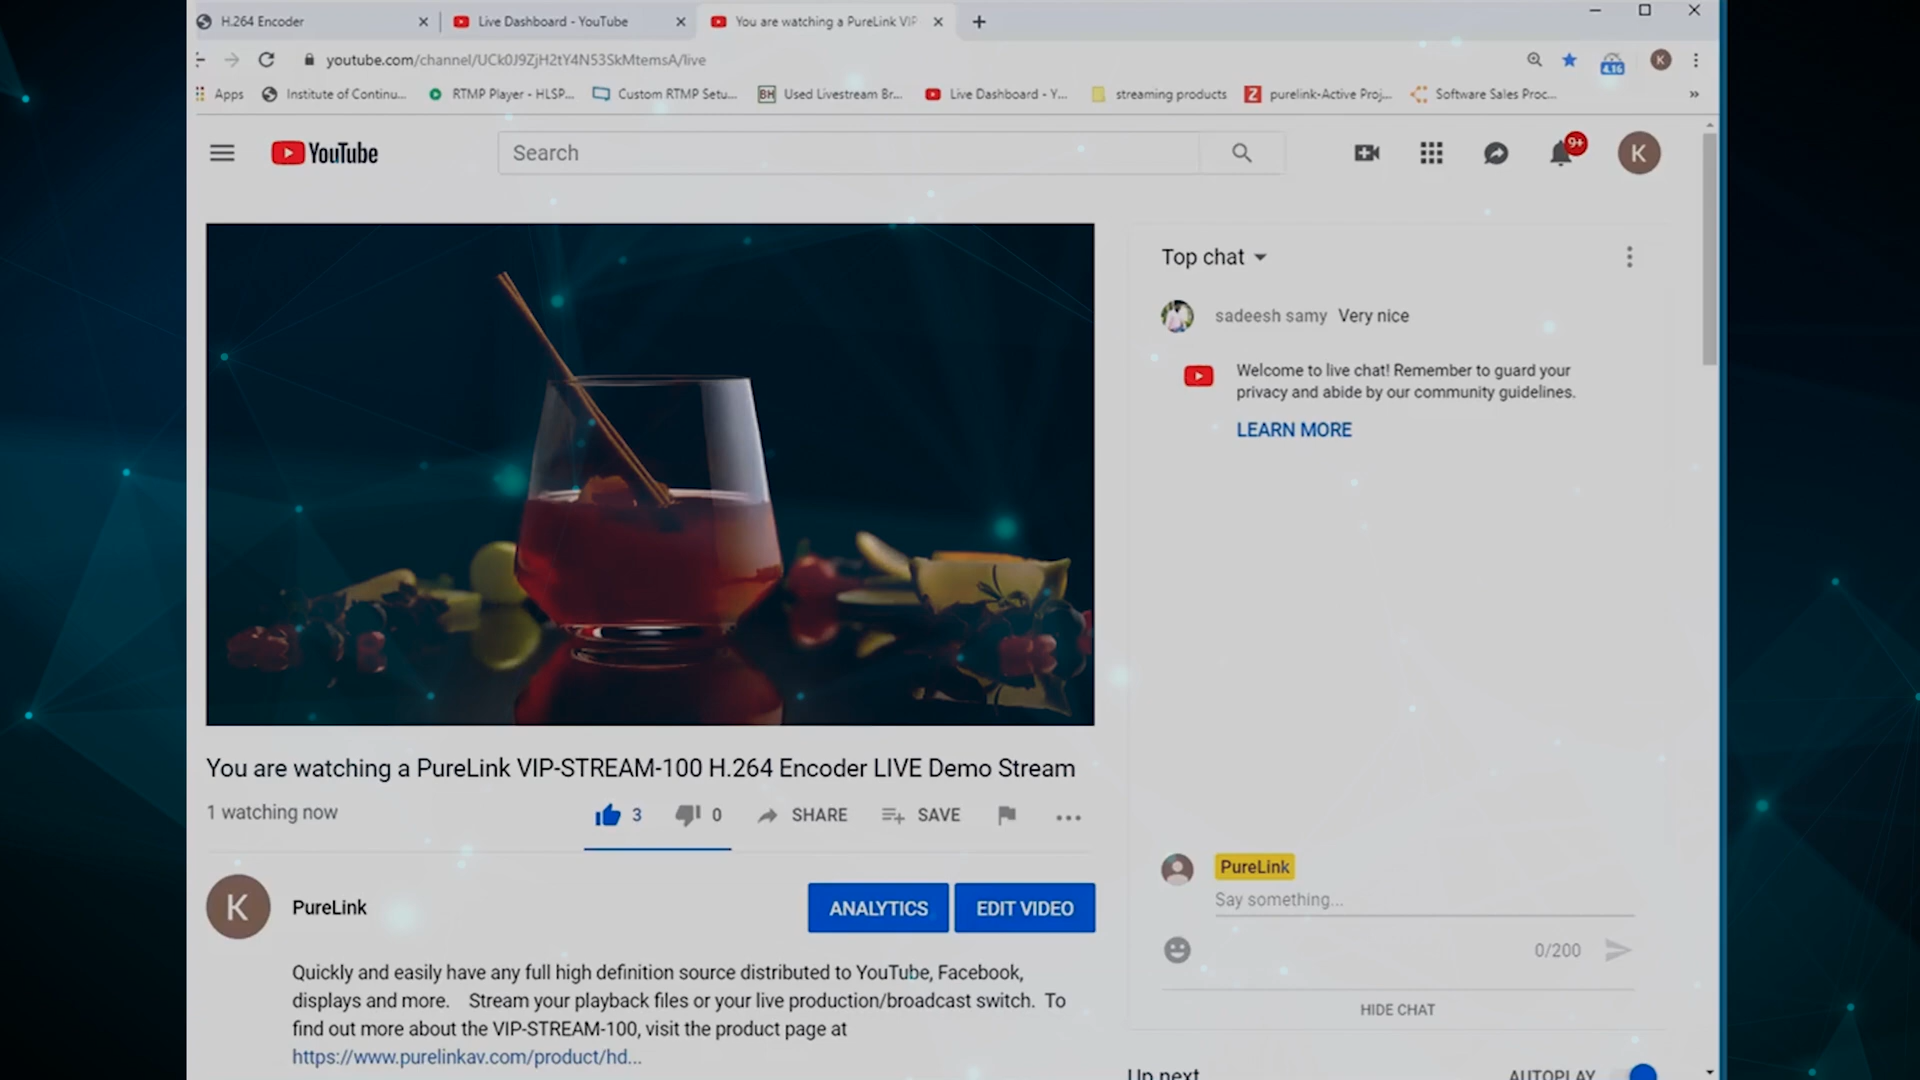 H.264 Encoder
Live Dashboard - YouTube
You are watching a PureLink VIP
youtube.com/channel/UCk0J9ZjH2tY4N53SkMtemsA/live
4.16
K
Apps
Institute of Continu...
RTMP Player - HLSP...
Custom RTMP Setu...
BH
Used Livestream Br...
Live Dashboard - Y...
streaming products
Z
purelink-Active Proj...
Software Sales Proc...
»
YouTube
Search
9+
K
Top chat
sadeesh samy Very nice
Welcome to live chat! Remember to guard your
privacy and abide by our community guidelines.
LEARN MORE
You are watching a PureLink VIP-STREAM-100 H.264 Encoder LIVE Demo Stream
1 watching now
3
0
SHARE
SAVE
K
PureLink
ANALYTICS
EDIT VIDEO
Quickly and easily have any full high definition source distributed to YouTube, Facebook,
displays and more. Stream your playback files or your live production/broadcast switch. To
find out more about the VIP-STREAM-100, visit the product page at
https://www.purelinkav.com/product/hd...
PureLink
Say something...
0/200
HIDE CHAT
Up next
AUTOPLAY